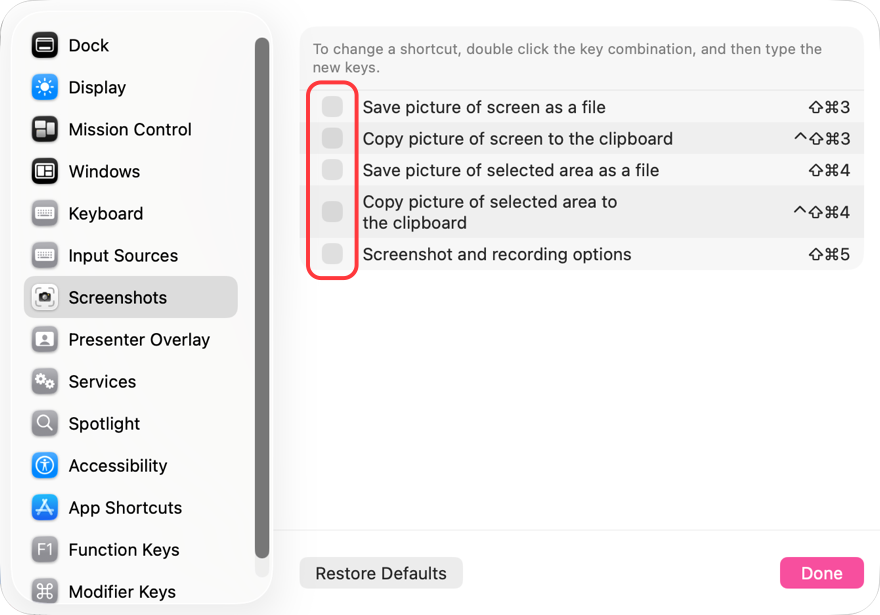 Dock
Display
Mission Control
Windows
Keyboard
Input Sources
Screenshots
Presenter Overlay
Services
Spotlight
Accessibility
App Shortcuts
F1 Function Keys
⌘ Modifier Keys
To change a shortcut, double click the key combination, and then type the
new keys.
Save picture of screen as a file ⇧⌘3
Copy picture of screen to the clipboard ^⇧⌘3
Save picture of selected area as a file ⇧⌘4
Copy picture of selected area to
the clipboard ^⇧⌘4
Screenshot and recording options ⇧⌘5
Restore Defaults
Done